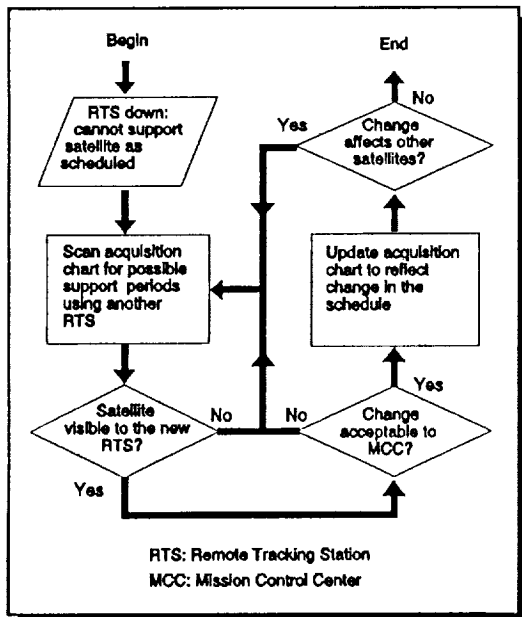 Begin
RTS down:
cannot support
satellite as
scheduled
Scan acquisition
chart for possible
support periods
using another
RTS
Satellite
visible to the new
RTS?
No
Yes
End
No
Yes
Change
affects other
satellites?
Update acquisition
chart to reflect
change in the
schedule
Yes
No
Change
acceptable to
MCC?
RTS: Remote Tracking Station
MCC: Mission Control Center